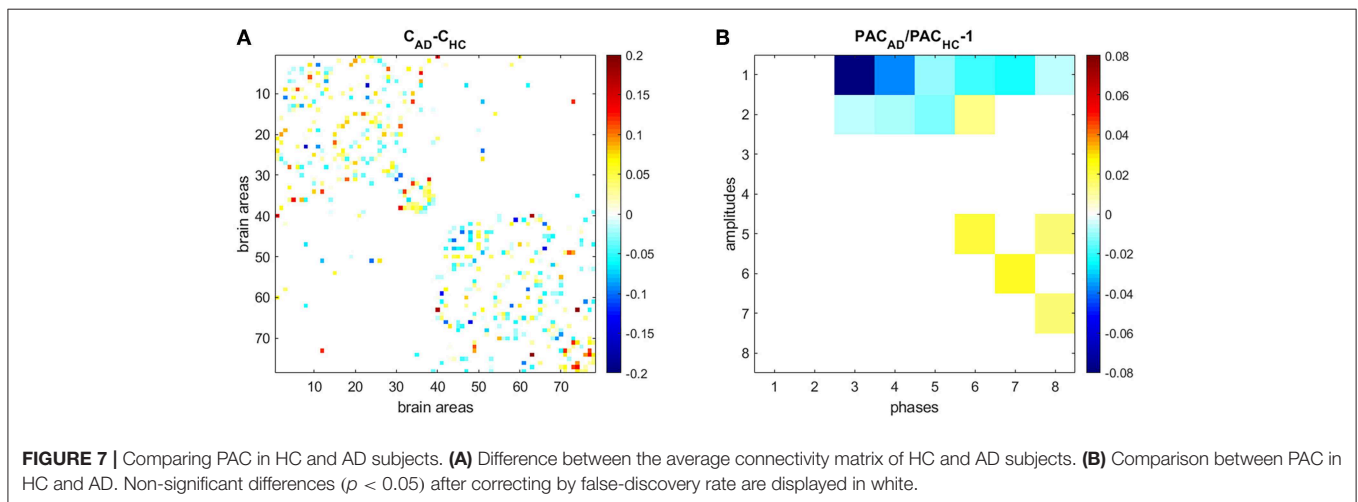 A
C_AD-C_HC
brain areas
10
20
30
40
50
60
70
10 20 30 40 50 60 70
brain areas
0.2
0.15
0.1
0.05
0
-0.05
-0.1
-0.15
-0.2
B
PAC_AD/PAC_HC-1
amplitudes
1
2
3
4
5
6
7
8
1 2 3 4 5 6 7 8
phases
0.08
0.06
0.04
0.02
0
-0.02
-0.04
-0.06
-0.08
FIGURE 7 | Comparing PAC in HC and AD subjects. (A) Difference between the average connectivity matrix of HC and AD subjects. (B) Comparison between PAC in
HC and AD. Non-significant differences (p < 0.05) after correcting by false-discovery rate are displayed in white.